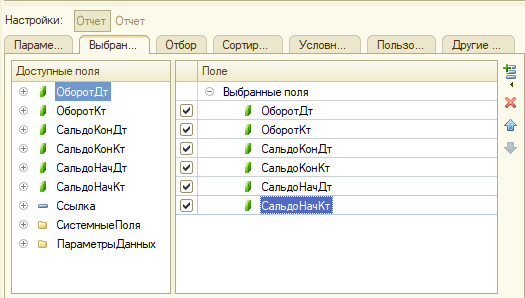 Настройки: Отчет Отчет
Параме... Выбран... Отбор Сортир... Условн... Пользо... Другие ...
Доступные поля
ОборотДт
ОборотКт
СальдоКонДт
СальдоКонКт
СальдоНачДт
СальдоНачКт
Ссылка
СистемныеПоля
ПараметрыДанных
Поле
Выбранные поля
ОборотДт
ОборотКт
СальдоКонДт
СальдоКонКт
СальдоНачДт
СальдоНачКт